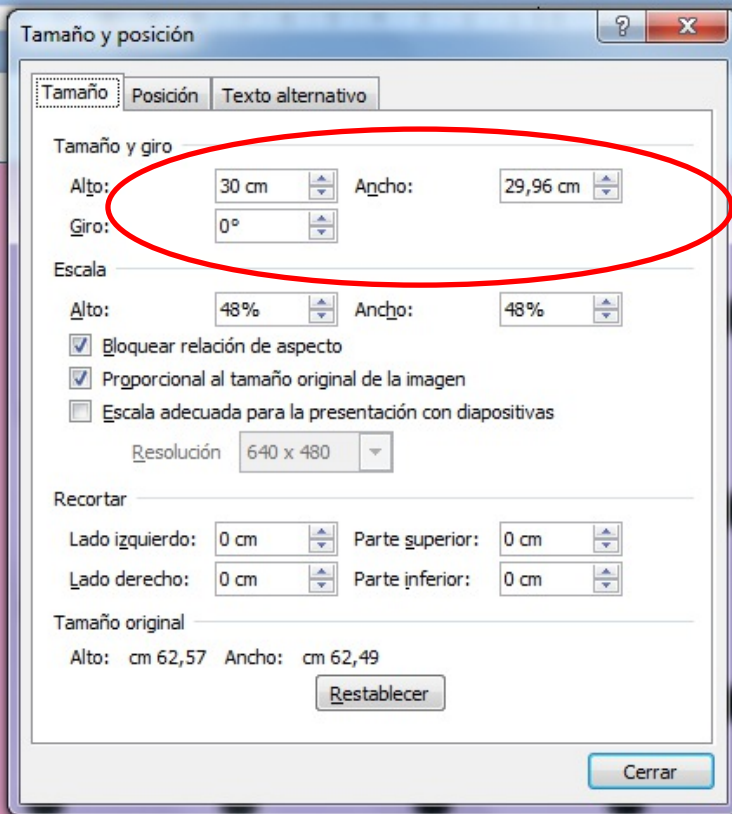 Tamaño y posición
Tamaño Posición Texto alternativo
Tamaño y giro
Alto: 30 cm Ancho: 29,96 cm
Giro: 0°
Escala
Alto: 48% Ancho: 48%
Bloquear relación de aspecto
Proporcional al tamaño original de la imagen
Escala adecuada para la presentación con diapositivas
Resolución 640 x 480
Recortar
Lado izquierdo: 0 cm Parte superior: 0 cm
Lado derecho: 0 cm Parte inferior: 0 cm
Tamaño original
Alto: cm 62,57 Ancho: cm 62,49
Restablecer
Cerrar